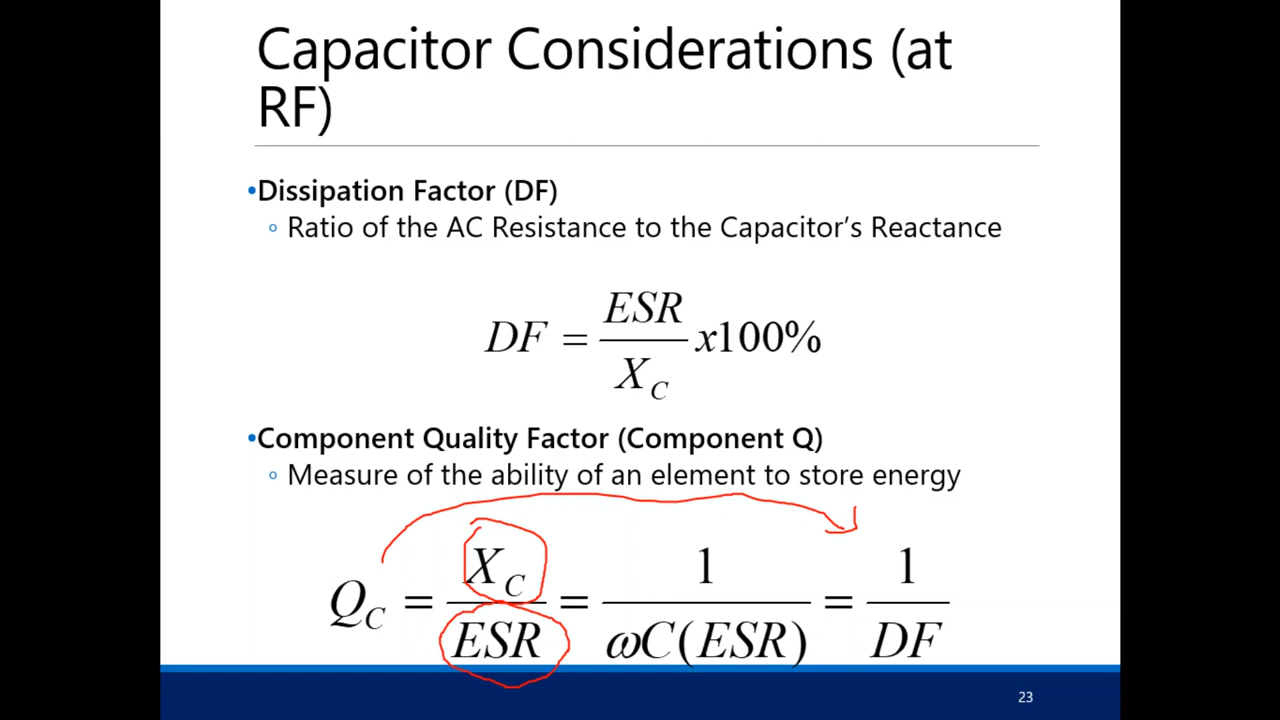 Capacitor Considerations (at
RF)
•Dissipation Factor (DF)
◦ Ratio of the AC Resistance to the Capacitor’s Reactance
DF = ESR / X_C x100%
•Component Quality Factor (Component Q)
◦ Measure of the ability of an element to store energy
Q_C = X_C / ESR = 1 / ωC(ESR) = 1 / DF
23